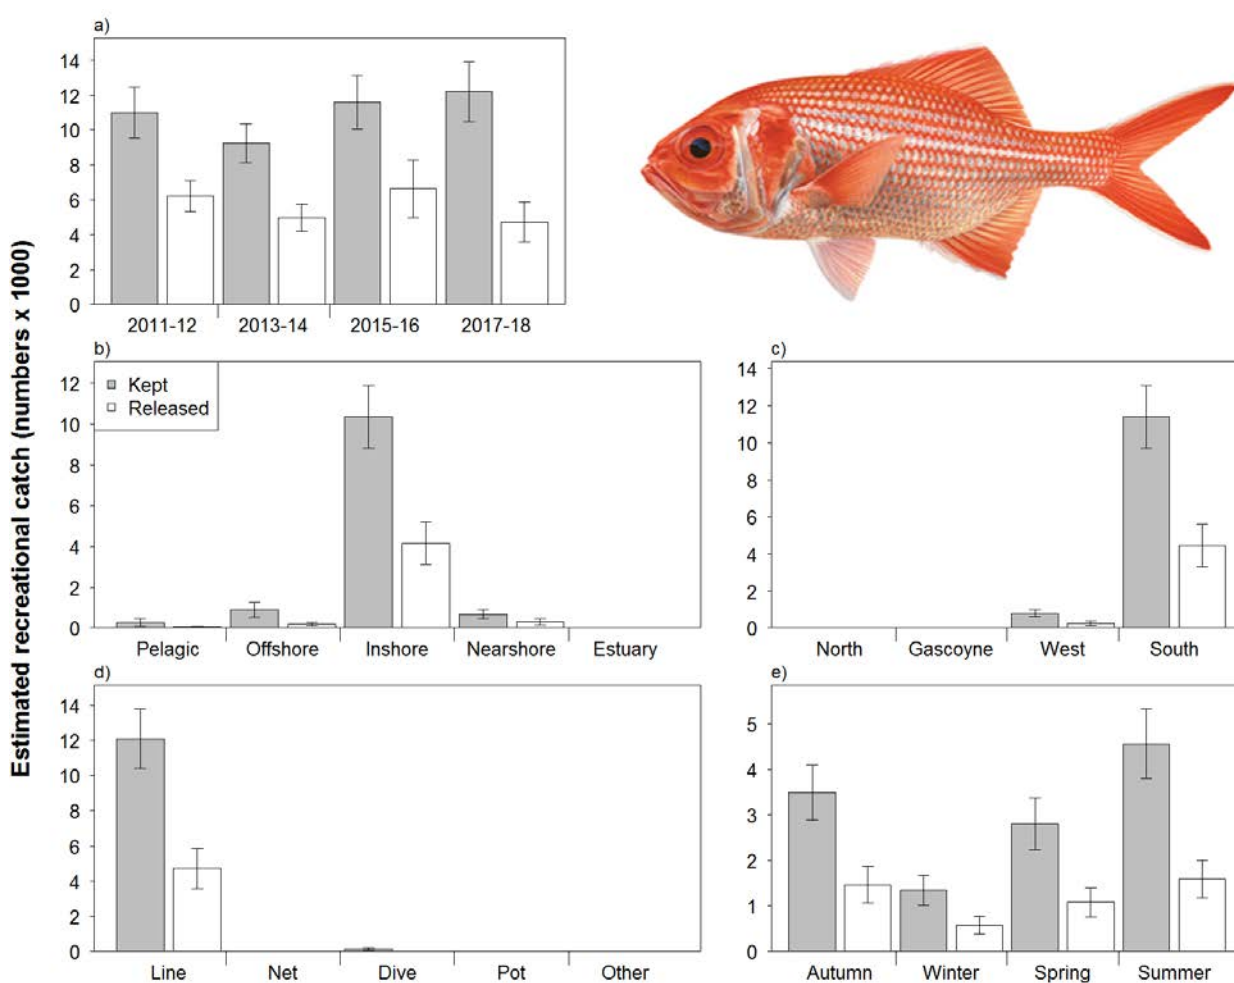 Estimated recreational catch (numbers x 1000)
a)
14
12
10
8
6
4
2
0
2011-12 2013-14 2015-16 2017-18
b)
Kept
Released
12
10
8
6
4
2
0
Pelagic Offshore Inshore Nearshore Estuary
c)
14
12
10
8
6
4
2
0
North Gascoyne West South
d)
14
12
10
8
6
4
2
0
Line Net Dive Pot Other
e)
5
4
3
2
1
0
Autumn Winter Spring Summer